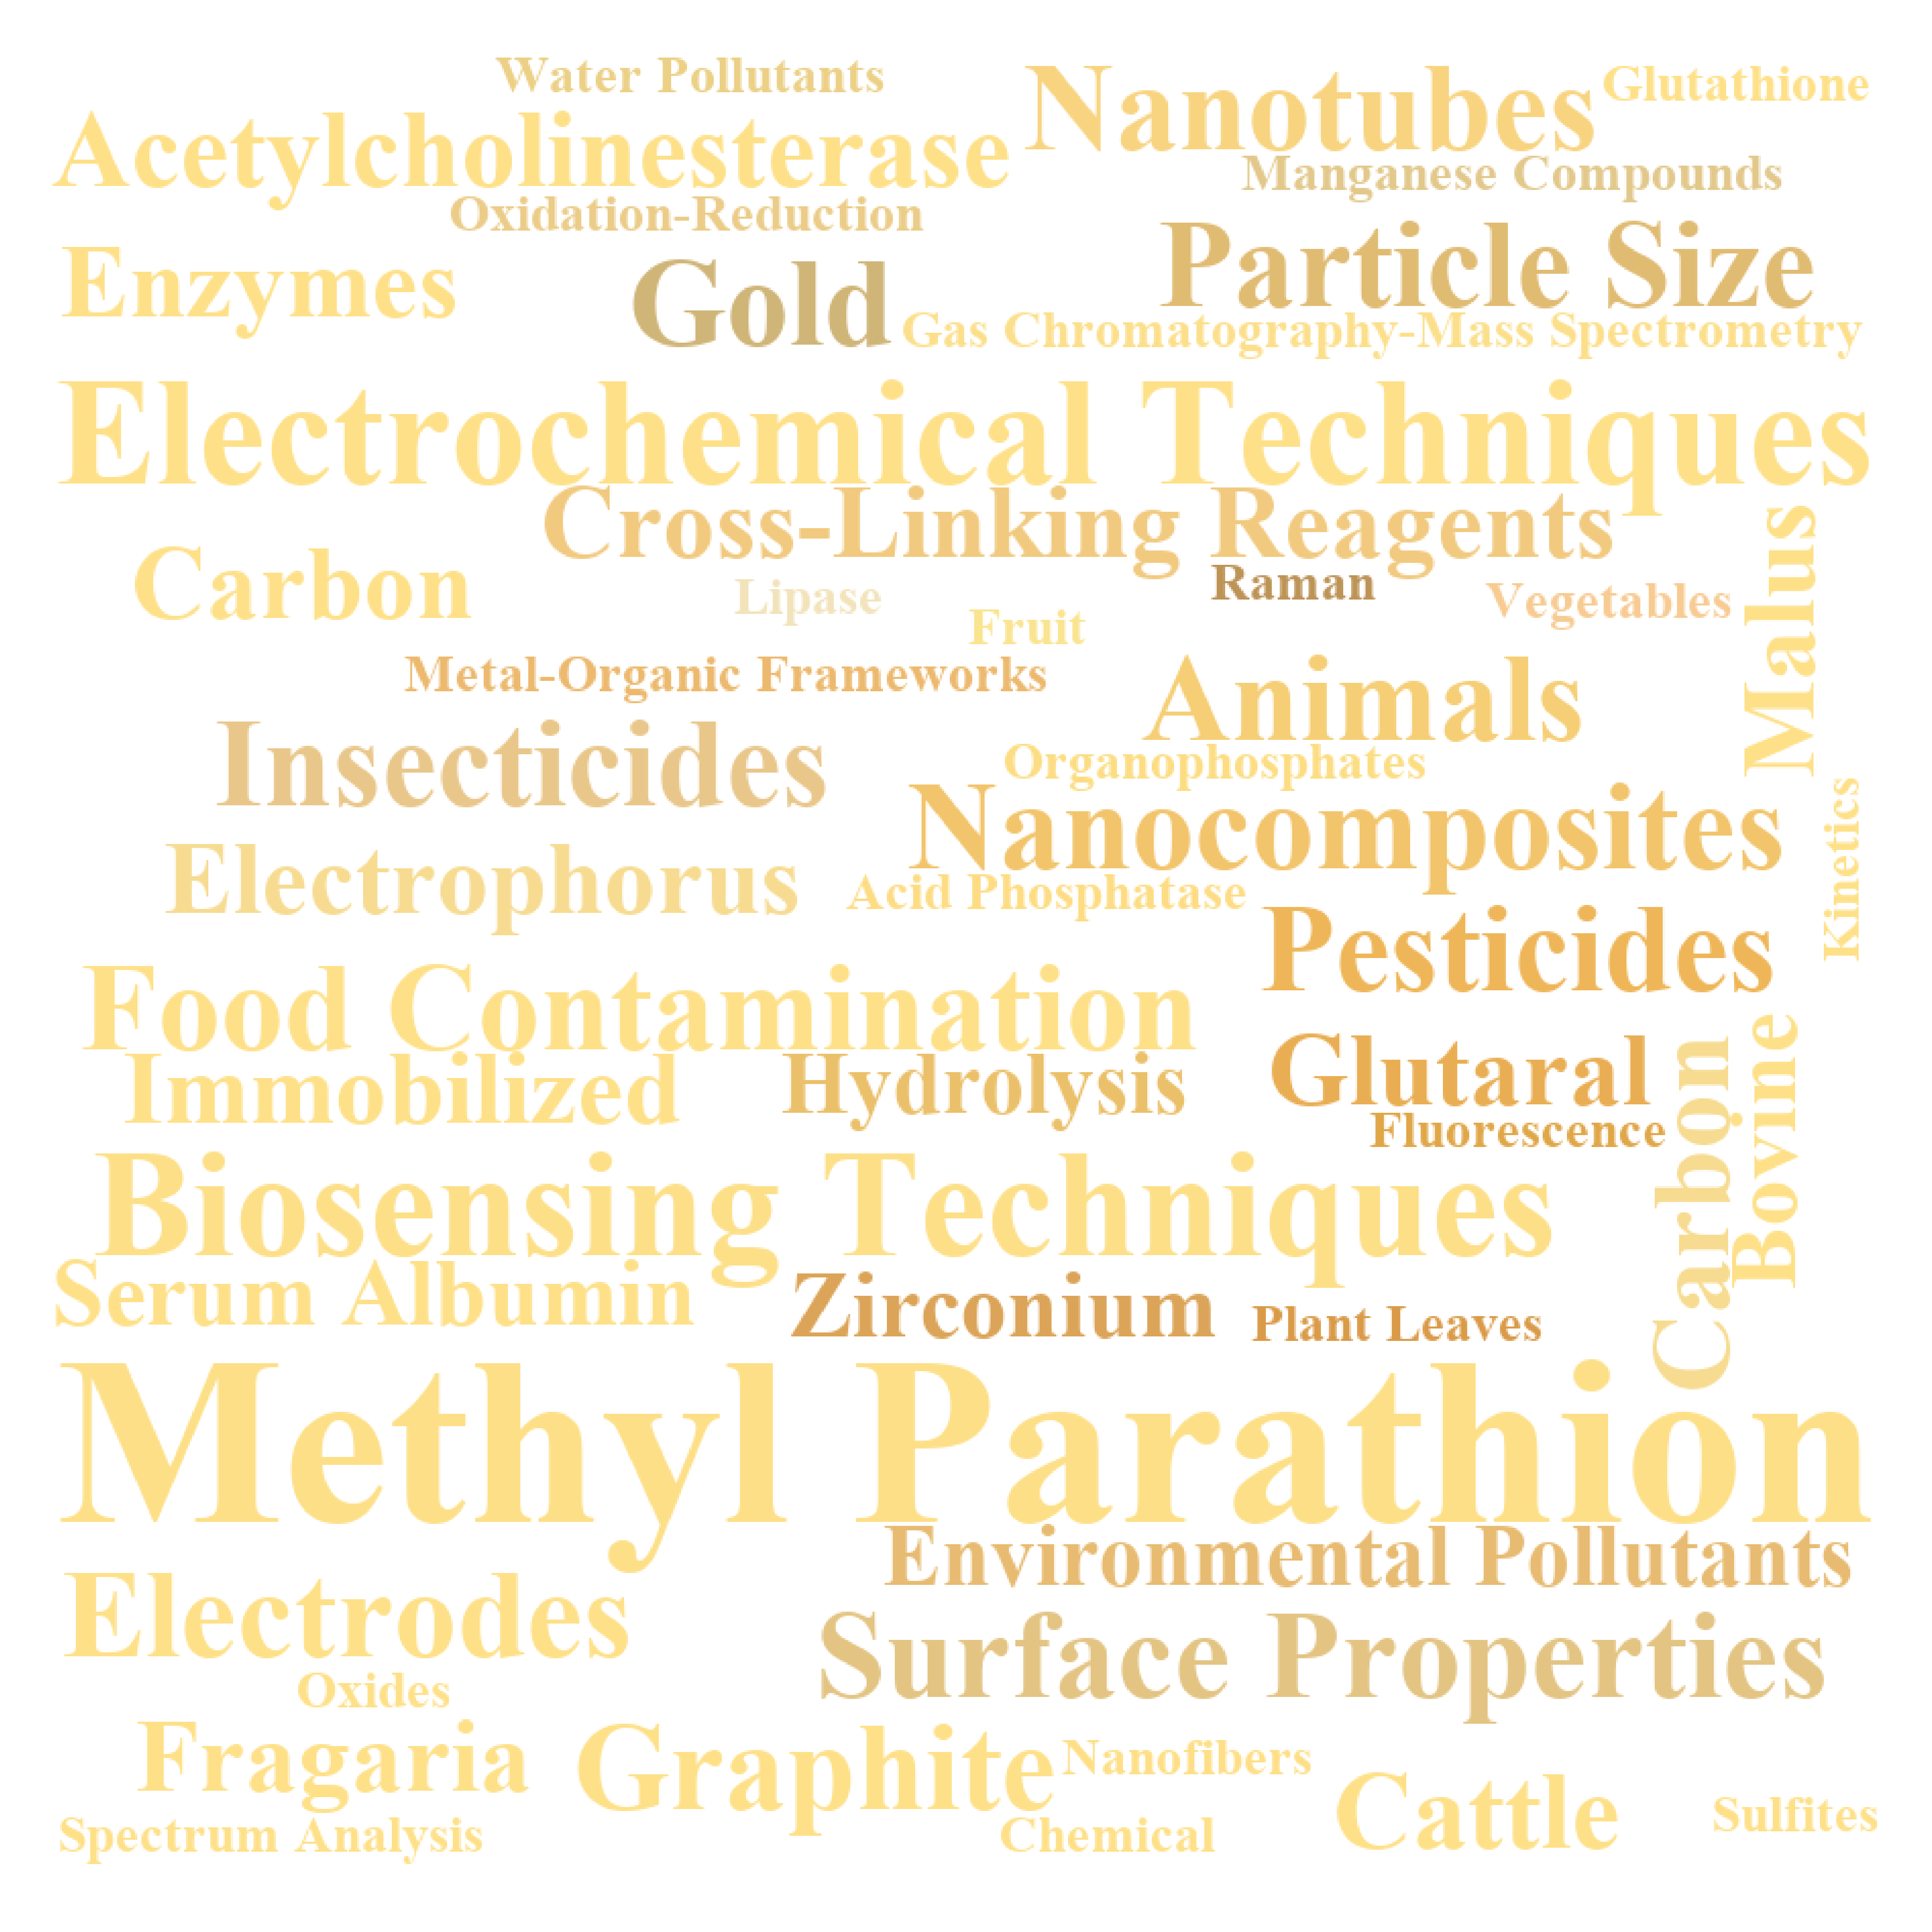 Water Pollutants
Nanotubes
Glutathione
Acetylcholinesterase
Manganese Compounds
Oxidation-Reduction
Enzymes
Gold
Particle Size
Gas Chromatography-Mass Spectrometry
Electrochemical Techniques
Cross-Linking Reagents
Carbon
Lipase
Raman
Vegetables
Fruit
Malus
Metal-Organic Frameworks
Animals
Insecticides
Organophosphates
Nanocomposites
Kinetics
Electrophorus
Acid Phosphatase
Pesticides
Food Contamination
Immobilized
Hydrolysis
Glutaral
Fluorescence
Carbon
Bovine
Biosensing Techniques
Serum Albumin
Zirconium
Plant Leaves
Methyl Parathion
Environmental Pollutants
Electrodes
Surface Properties
Oxides
Fragaria
Graphite
Nanofibers
Cattle
Sulfites
Spectrum Analysis
Chemical